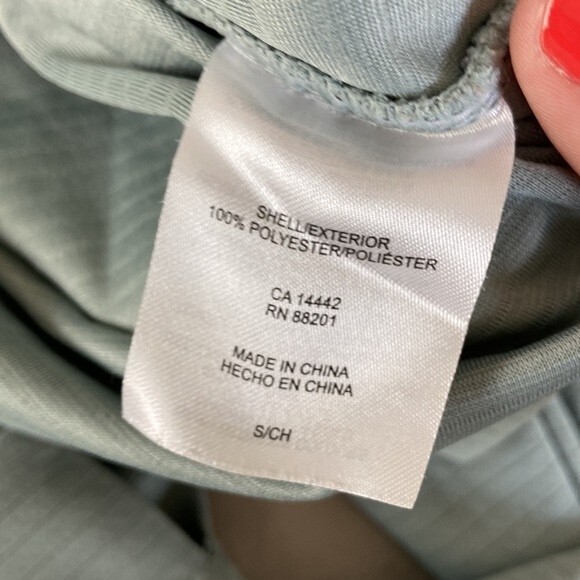 SHELL/EXTERIOR
100% POLYESTER/POLIÉSTER
CA 14442
RN 88201
MADE IN CHINA
HECHO EN CHINA
S/CH